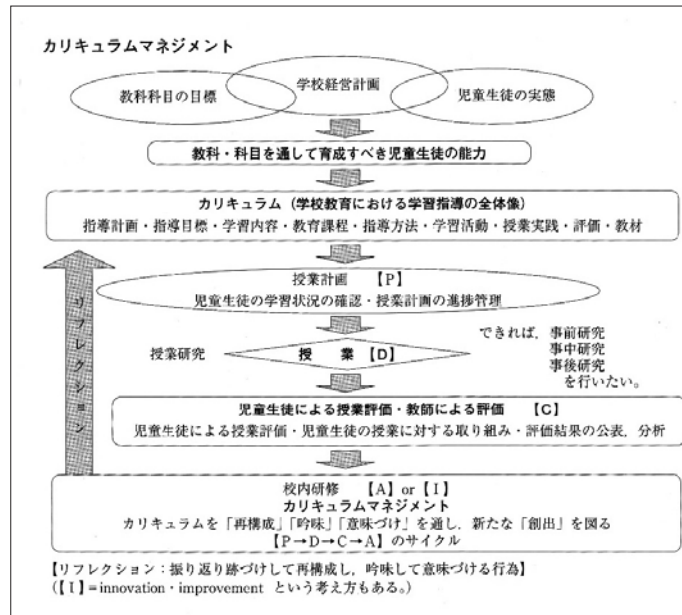 カリキュラムマネジメント
学校経営計画
教科科目の目標
児童生徒の実態
教科・科目を通して育成すべき児童生徒の能力
カリキュラム（学校教育における学習指導の全体像）
指導計画・指導目標・学習内容・教育課程・指導方法・学習活動・授業実践・評価・教材
授業計画　【P】
児童生徒の学習状況の確認・授業計画の進捗管理
リフレクション
授業研究
授　業　【D】
できれば，事前研究
事中研究
事後研究
を行いたい。
児童生徒による授業評価・教師による評価　【C】
児童生徒による授業評価・児童生徒の授業に対する取り組み・評価結果の公表，分析
校内研修　【A】or【I】
カリキュラムマネジメント
カリキュラムを「再構成」「吟味」「意味づけ」を通し，新たな「創出」を図る
【P→D→C→A】のサイクル
【リフレクション：振り返り跡づけして再構成し，吟味して意味づける行為】
（【I】=innovation・improvement という考え方もある。）